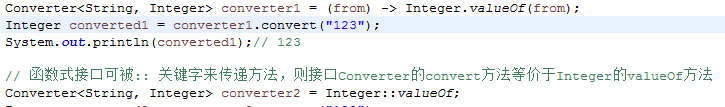 Converter<String, Integer> converter1 = (from) -> Integer.valueOf(from);
Integer converted1 = converter1.convert("123");
System.out.println(converted1);// 123
// 函数式接口可被:: 关键字来传递方法，则接口Converter的convert方法等价于Integer的valueOf方法
Converter<String, Integer> converter2 = Integer::valueOf;